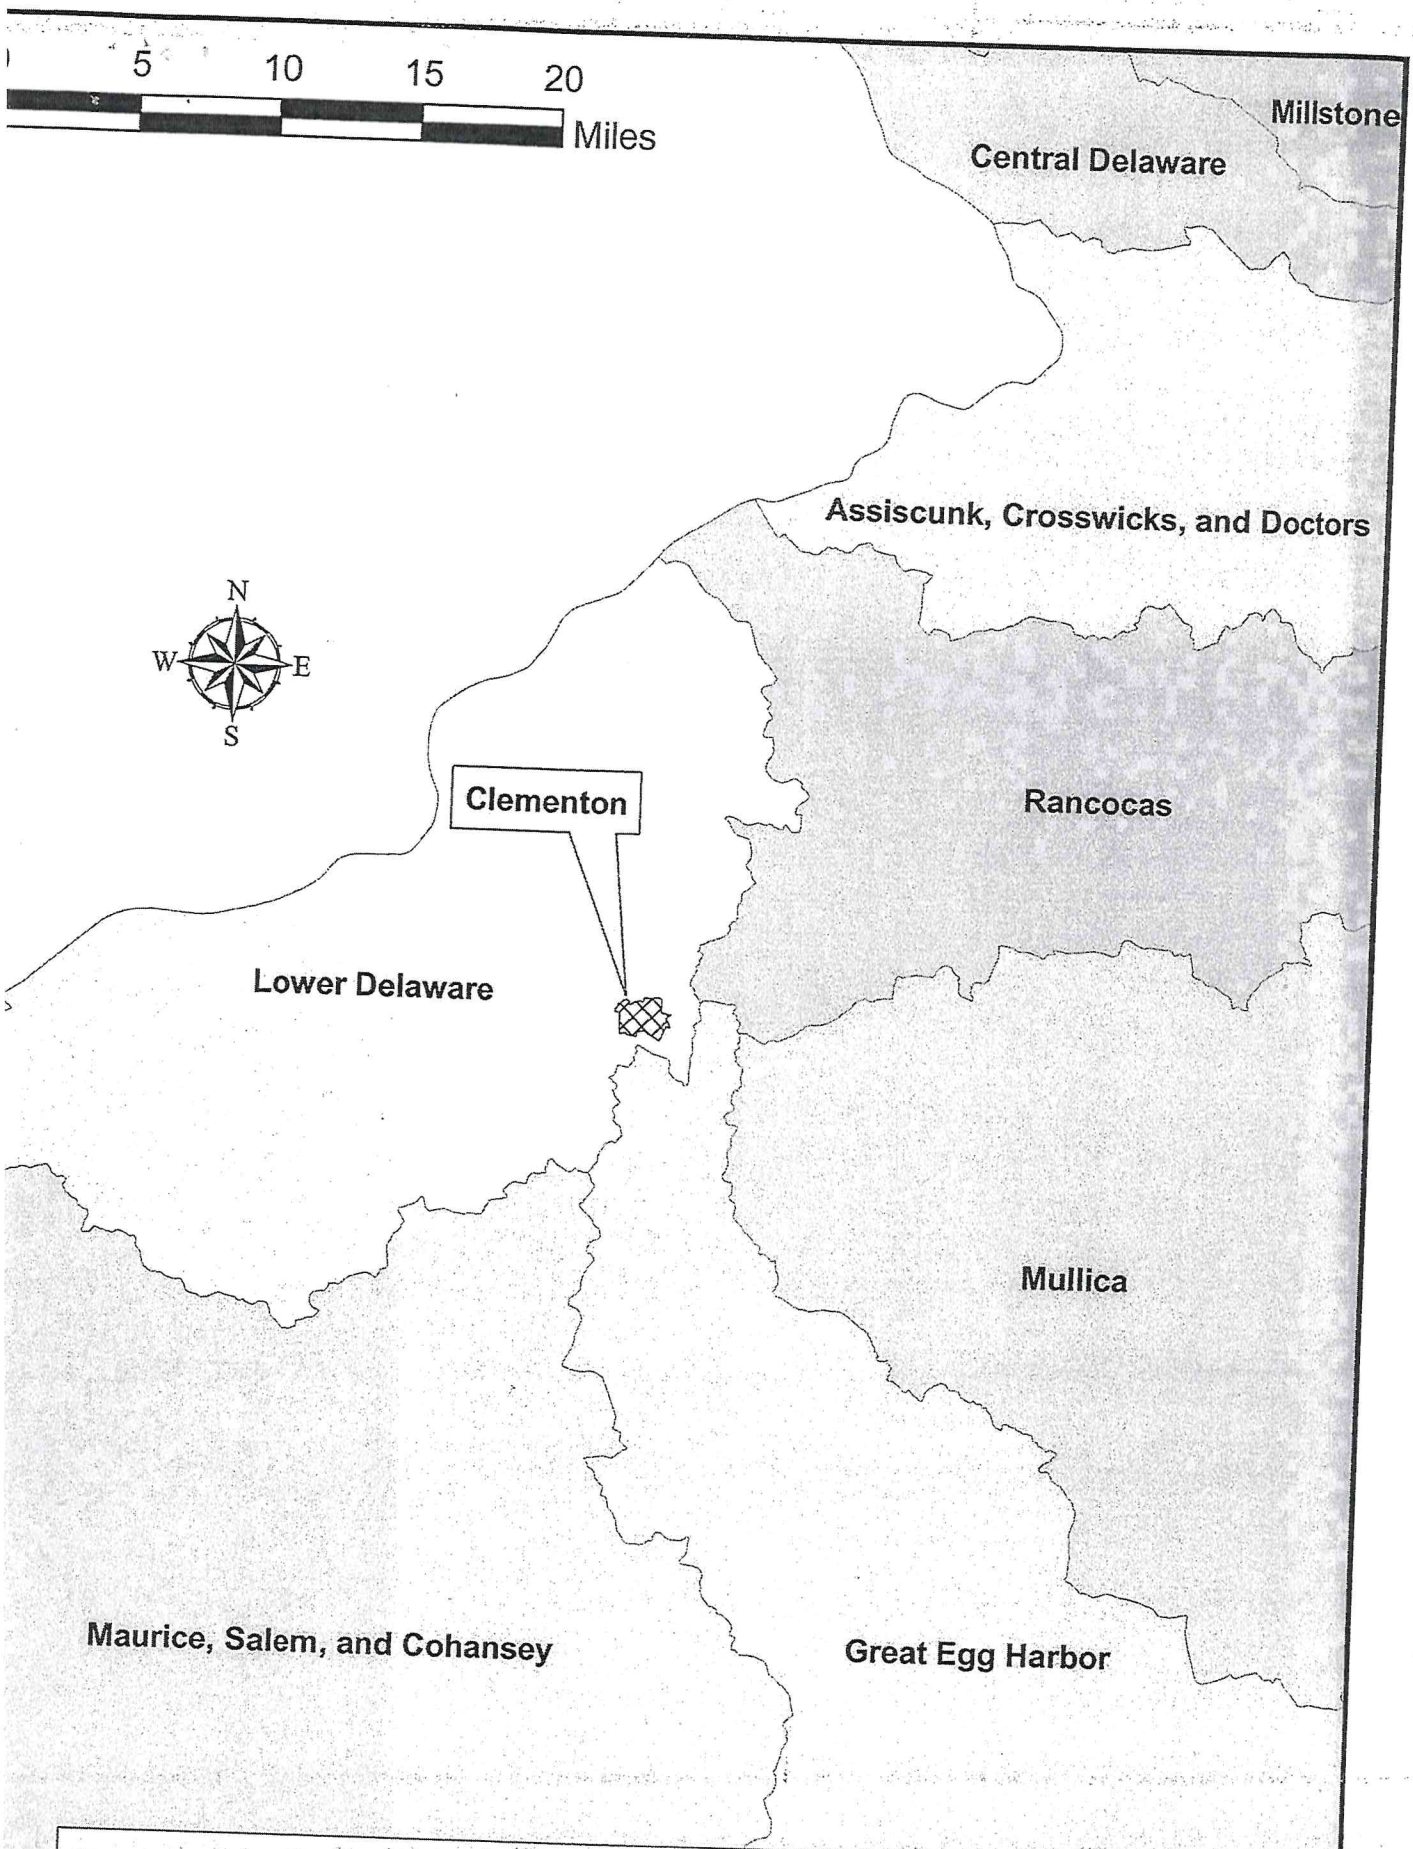 5 10 15 20
Miles
Millstone
Central Delaware
Assiscunk, Crosswicks, and Doctors
N
W E
S
Clementon
Rancocas
Lower Delaware
Mullica
Maurice, Salem, and Cohansey
Great Egg Harbor